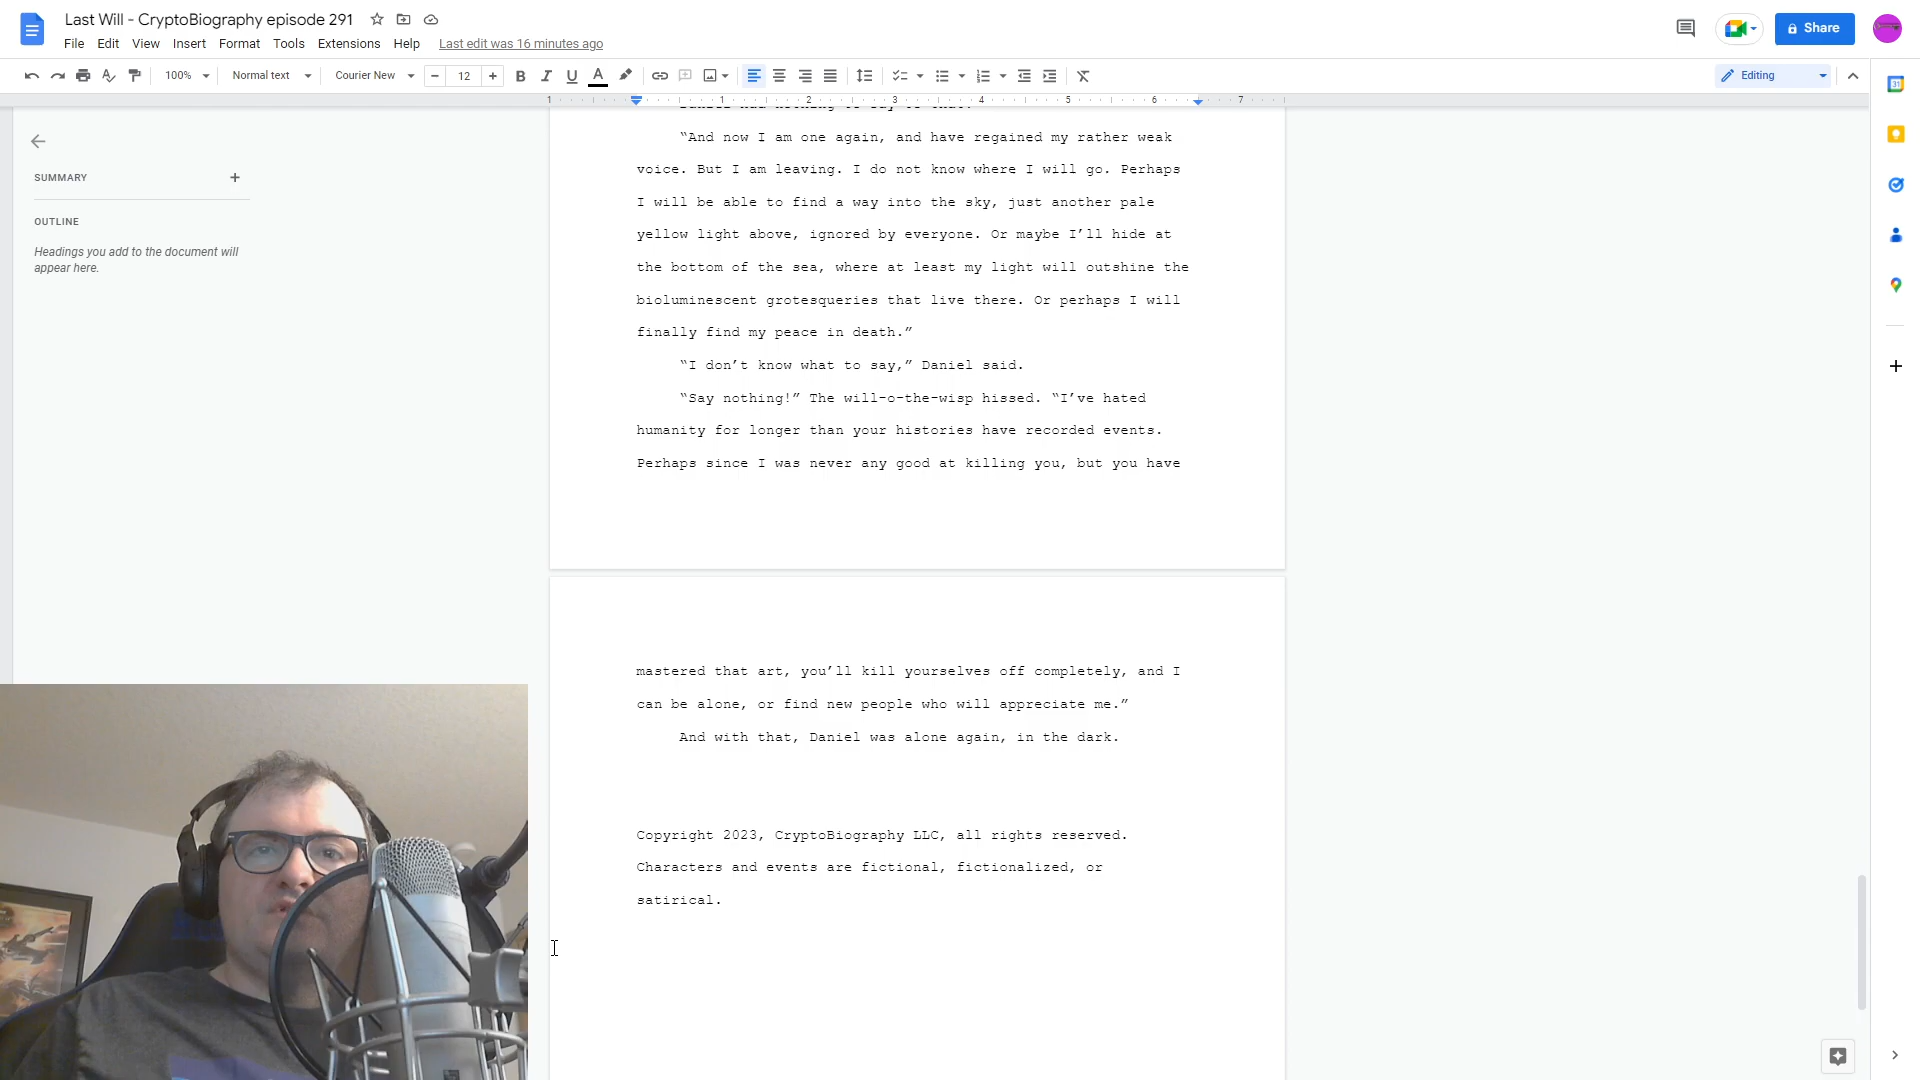 Last Will - CryptoBiography episode 291
Share
File Edit View Insert Format Tools Extensions Help Last edit was 16 minutes ago
100% Normal text Courier New 12 Editing
1 1 2 3 4 5 6 7
“And now I am one again, and have regained my rather weak
voice. But I am leaving. I do not know where I will go. Perhaps
I will be able to find a way into the sky, just another pale
yellow light above, ignored by everyone. Or maybe I’ll hide at
the bottom of the sea, where at least my light will outshine the
bioluminescent grotesqueries that live there. Or perhaps I will
finally find my peace in death.”
“I don’t know what to say,” Daniel said.
“Say nothing!” The will-o-the-wisp hissed. “I’ve hated
humanity for longer than your histories have recorded events.
Perhaps since I was never any good at killing you, but you have
mastered that art, you’ll kill yourselves off completely, and I
can be alone, or find new people who will appreciate me.”
And with that, Daniel was alone again, in the dark.
Copyright 2023, CryptoBiography LLC, all rights reserved.
Characters and events are fictional, fictionalized, or
satirical.
SUMMARY
OUTLINE
Headings you add to the document will
appear here.